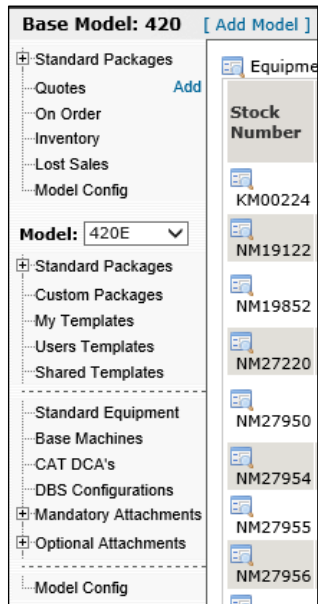 Base Model: 420 [ Add Model ]
Standard Packages
Quotes Add
On Order
Inventory
Lost Sales
Model Config
Model: 420E
Standard Packages
Custom Packages
My Templates
Users Templates
Shared Templates
Standard Equipment
Base Machines
CAT DCA's
DBS Configurations
Mandatory Attachments
Optional Attachments
Model Config
Equipme
Stock
Number
KM00224
NM19122
NM19852
NM27220
NM27950
NM27954
NM27955
NM27956